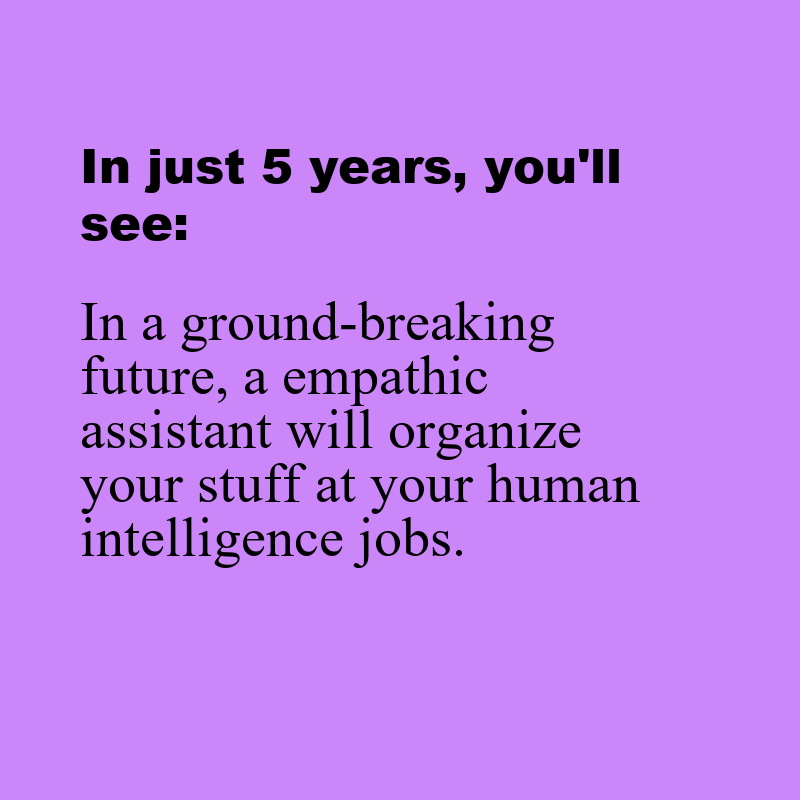 In just 5 years, you'll
see:
In a ground-breaking
future, a empathic
assistant will organize
your stuff at your human
intelligence jobs.